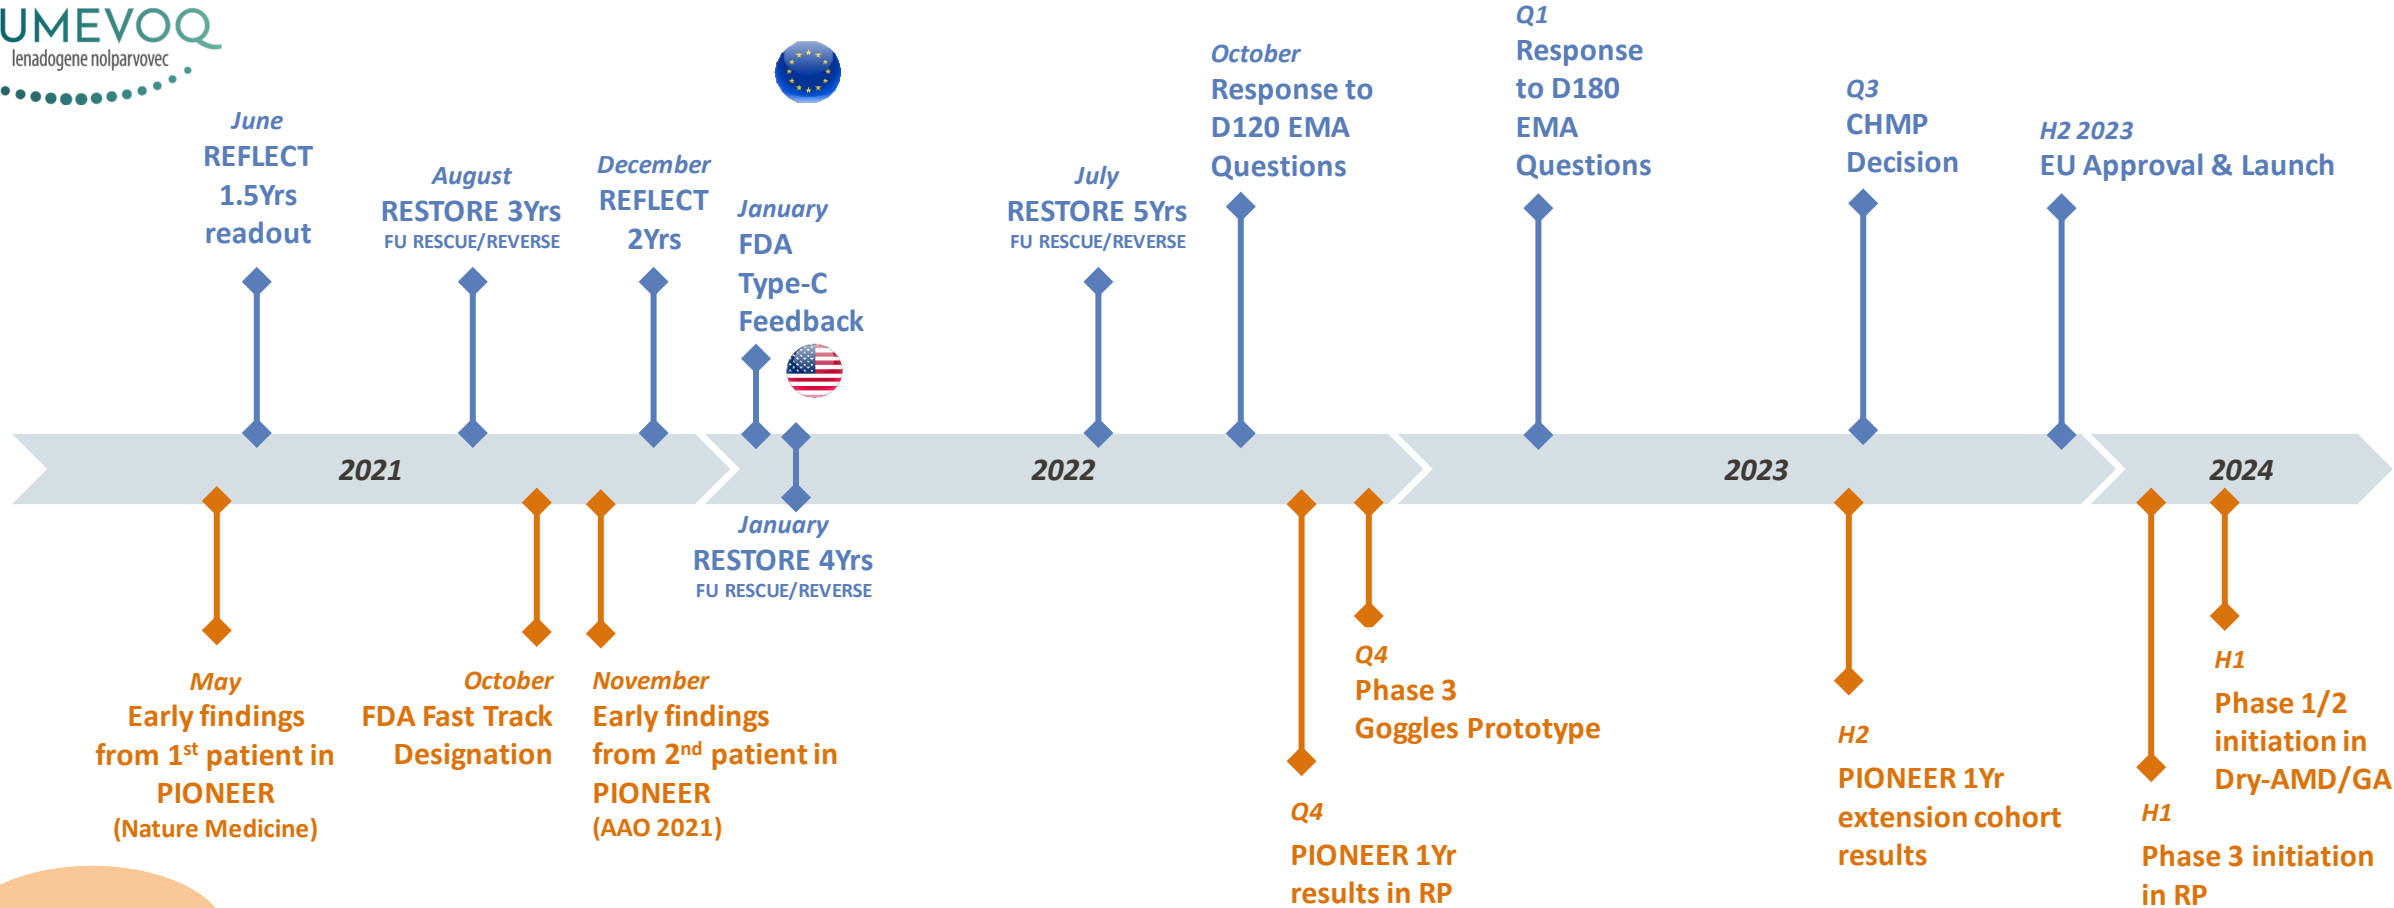 UMEVOQ
lenadogene nolparvovec
June
REFLECT
1.5Yrs
readout
August
RESTORE 3Yrs
FU RESCUE/REVERSE
December
REFLECT
2Yrs
January
FDA
Type-C
Feedback
July
RESTORE 5Yrs
FU RESCUE/REVERSE
October
Response to
D120 EMA
Questions
Q1
Response
to D180
EMA
Questions
Q3
CHMP
Decision
H2 2023
EU Approval & Launch
2021
2022
2023
2024
January
RESTORE 4Yrs
FU RESCUE/REVERSE
May
Early findings
from 1st patient in
PIONEER
(Nature Medicine)
October
FDA Fast Track
Designation
November
Early findings
from 2nd patient in
PIONEER
(AAO 2021)
Q4
PIONEER 1Yr
results in RP
Q4
Phase 3
Goggles Prototype
H2
PIONEER 1Yr
extension cohort
results
H1
Phase 3 initiation
in RP
H1
Phase 1/2
initiation in
Dry-AMD/GA